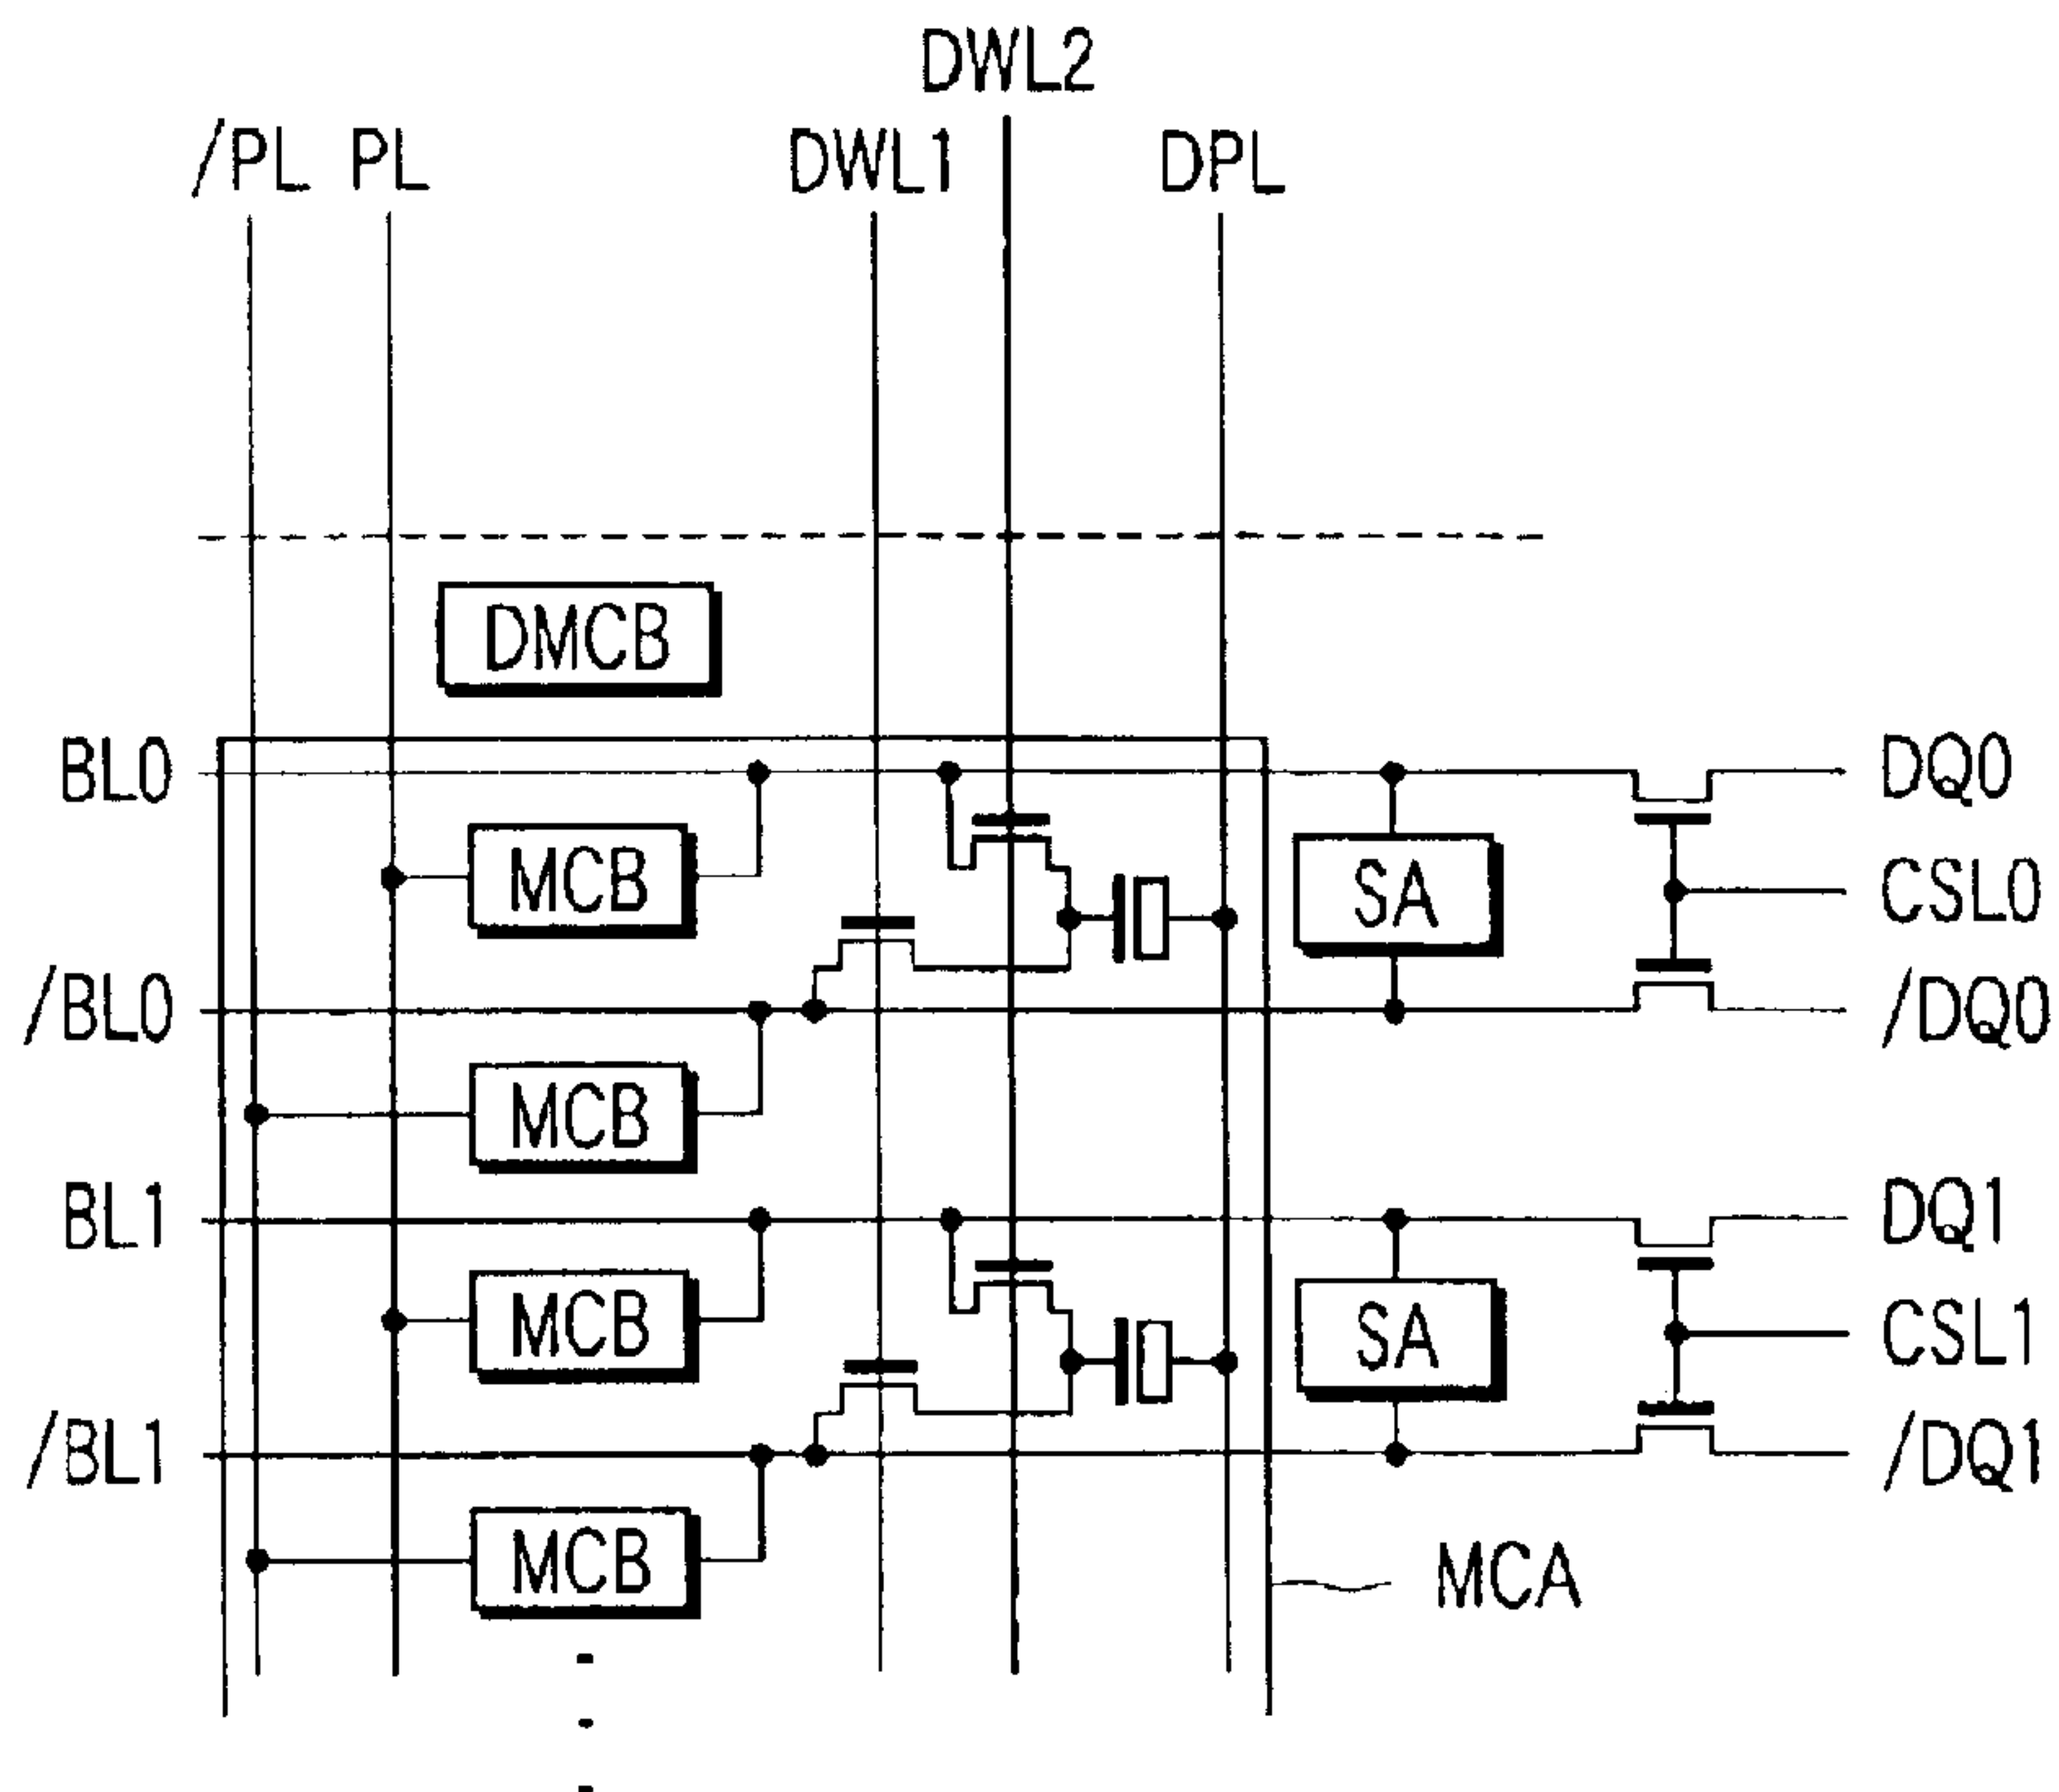 DWL2
/PL PL DWL1 DPL
DMCB
BL0 DQ0
MCB SA CSL0
/BL0 /DQ0
MCB
BL1 DQ1
MCB SA CSL1
/BL1 /DQ1
MCB MCA